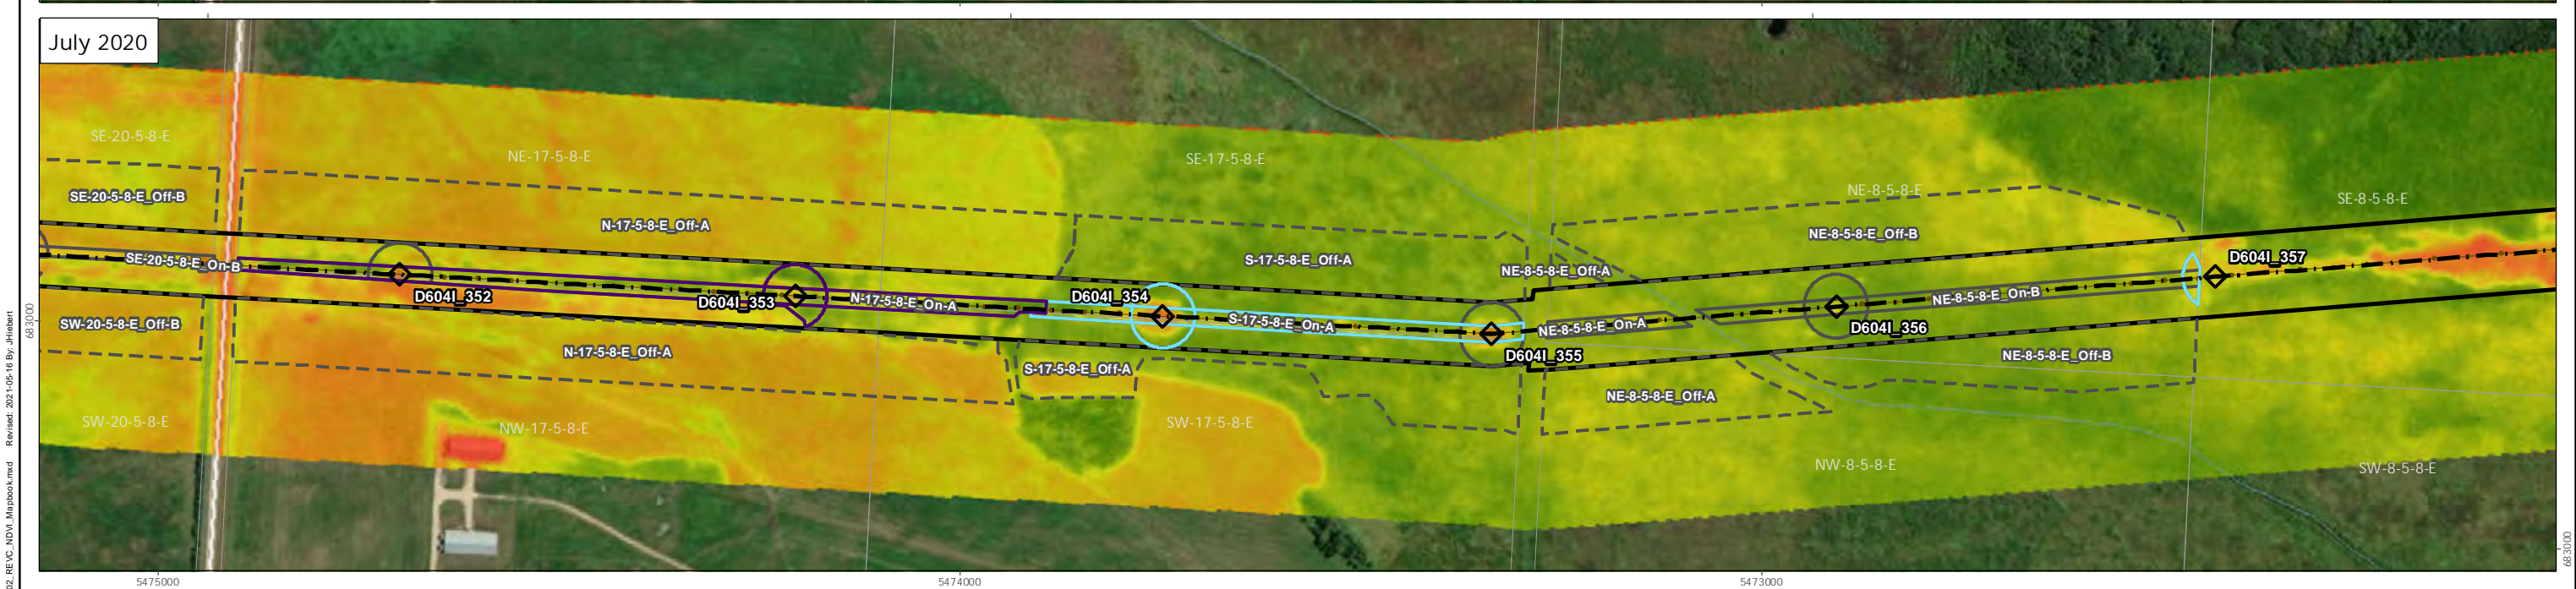 July 2020
SE-20-5-8-E
NE-17-5-8-E
SE-17-5-8-E
NE-8-5-8-E
SE-8-5-8-E
SE-20-5-8-E_Off-B
N-17-5-8-E_Off-A
S-17-5-8-E_Off-A
NE-8-5-8-E_Off-A
NE-8-5-8-E_Off-B
SE-20-5-8-E_On-B
D604I_352
D604I_353
N-17-5-8-E_On-A
D604I_354
S-17-5-8-E_On-A
D604I_355
NE-8-5-8-E_On-A
D604I_356
NE-8-5-8-E_On-B
D604I_357
SW-20-5-8-E_Off-B
N-17-5-8-E_Off-A
S-17-5-8-E_Off-A
NE-8-5-8-E_Off-A
NE-8-5-8-E_Off-B
SW-20-5-8-E
NW-17-5-8-E
SW-17-5-8-E
NW-8-5-8-E
SW-8-5-8-E
5475000
5474000
5473000
683000
683000
02_REVC_NDVI_Mapbook.mxd Revised: 2021-05-16 By: JHiebert